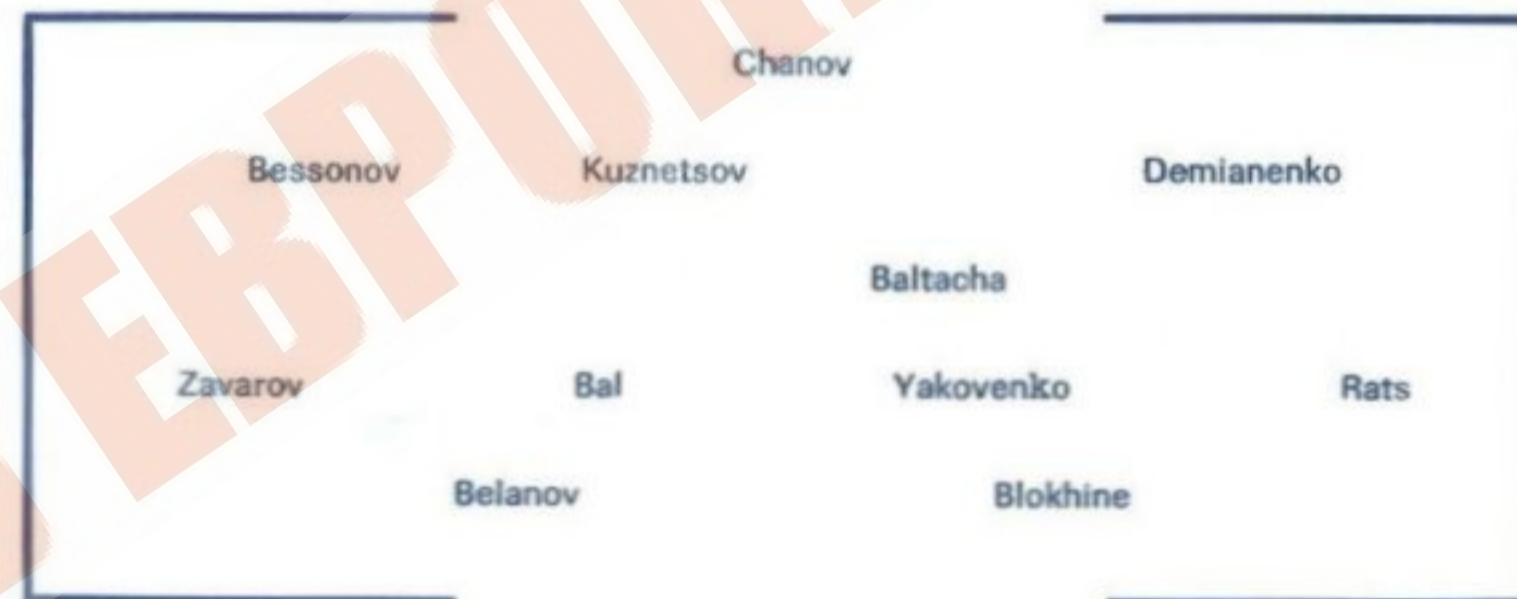 Chanov
Bessonov Kuznetsov Demianenko
Baltacha
Zavarov Bal Yakovenko Rats
Belanov Blokhine